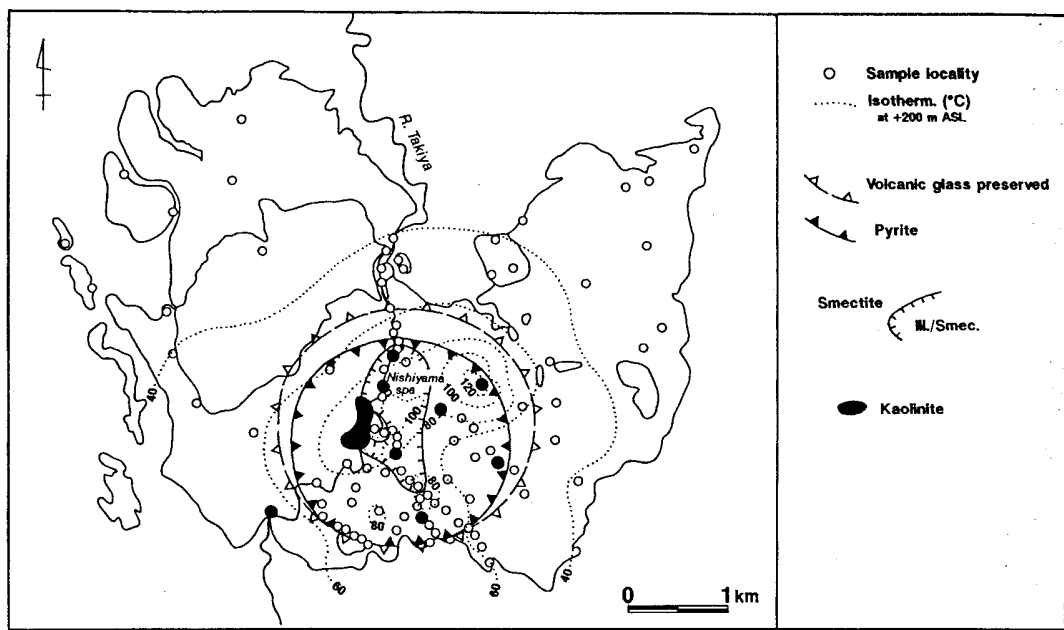 R. Takiya
40
Nishiyama
spa
100
120
100
80
80
80
60
60
40
0 1 km
Sample locality
Isotherm. (°C)
at +200 m ASL
Volcanic glass preserved
Pyrite
Smectite
Ill./Smec.
Kaolinite